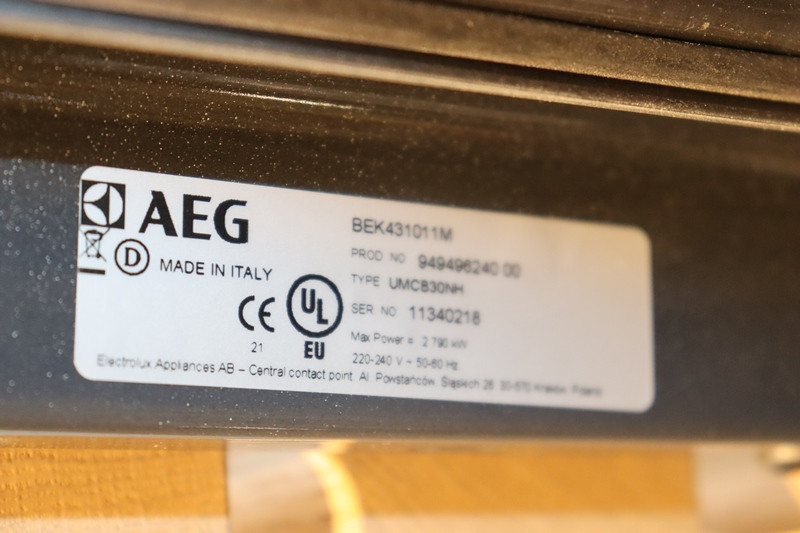 AEG
BEK431011M
PROD NO 949496240 00
D MADE IN ITALY
TYPE UMCB30NH
CE UL
SER NO 11340218
21 EU
Max Power = 2 790 kW
220-240 V ~ 50-60 Hz
Electrolux Appliances AB – Central contact point Al Powstańców Śląskich 26 30-570 Kraków Poland